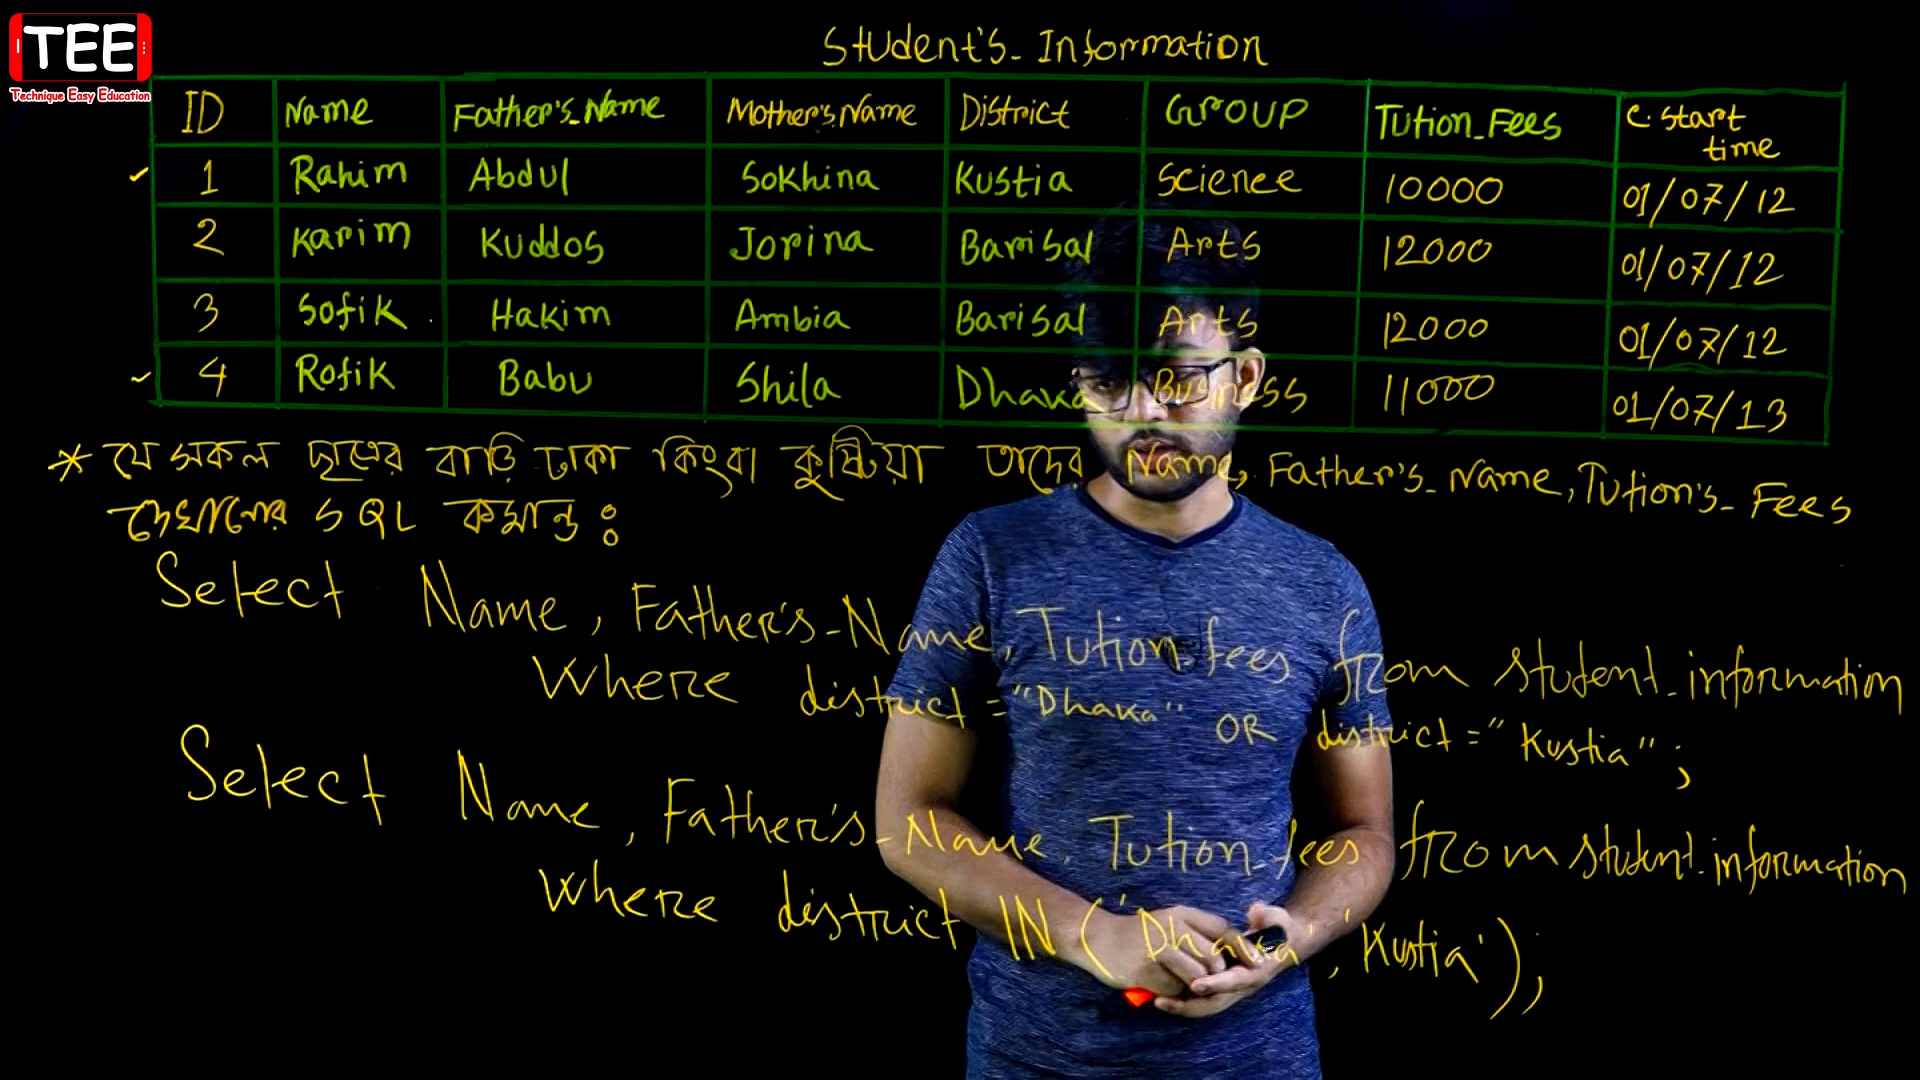 TEE
Technique Easy Education
Student's_Information
ID Name Father's_Name Mother's_Name District GROUP Tution_Fees C. Start time
1 Rahim Abdul Sokhina Kustia Science 10000 01/07/12
2 Karim Kuddos Jorina Barisal Arts 12000 01/07/12
3 Sofik Hakim Ambia Barisal Arts 12000 01/07/12
4 Rofik Babu Shila Dhaka Business 11000 01/07/13
* যে সকল ছাত্রের বাড়ি ঢাকা কিংবা কুষ্টিয়া তাদের Name, Father's_Name, Tution's_Fees
দেখানোর SQL কমান্ড :
Select Name, Father's_Name, Tution_fees from student_information
Where district = "Dhaka" OR district = "Kustia";
Select Name, Father's_Name, Tution_fees from student_information
Where district IN ('Dhaka', 'Kustia');